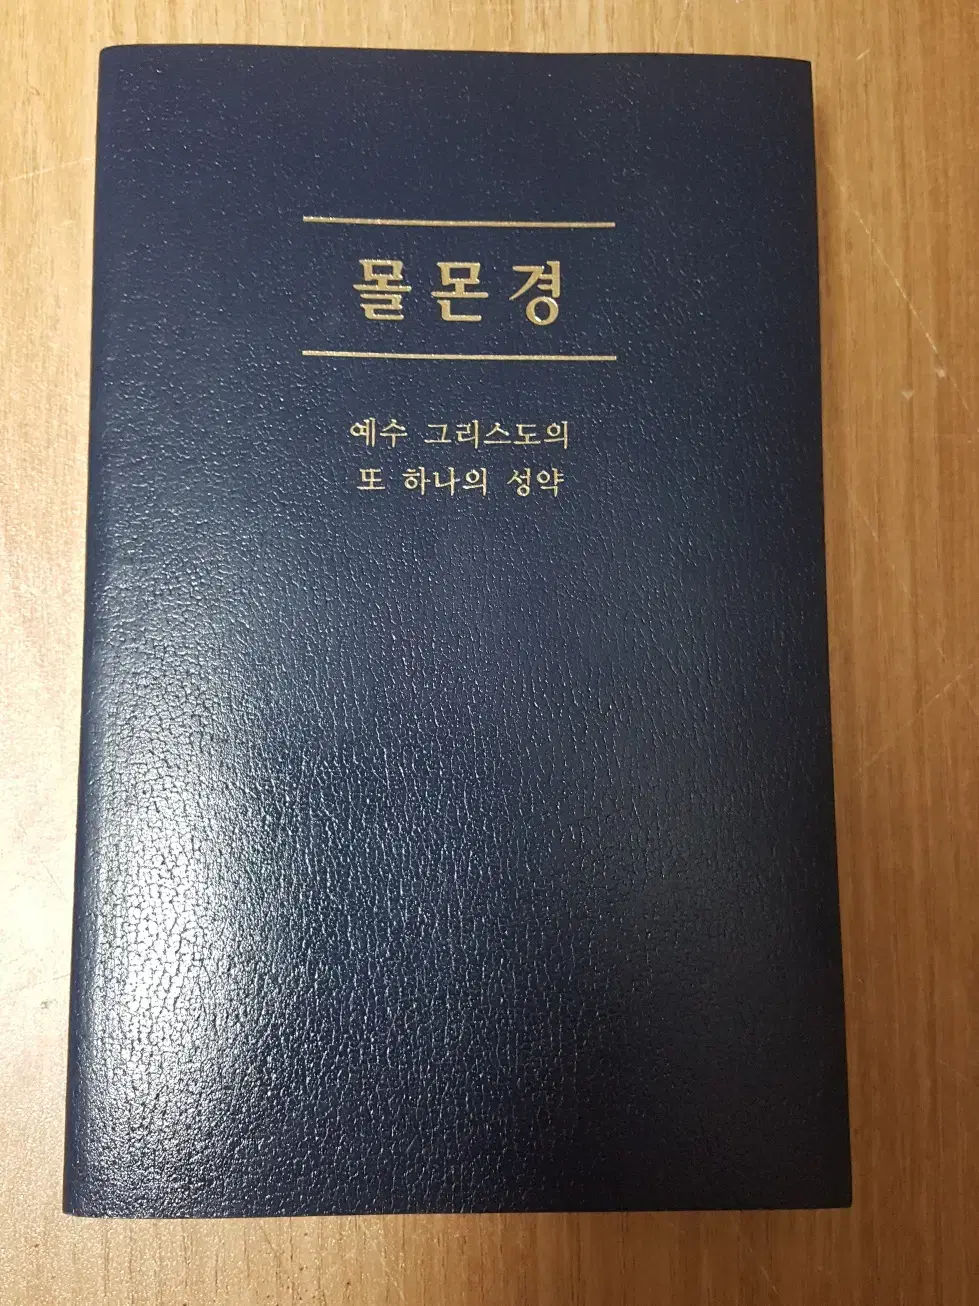 몰몬경
예수 그리스도의
또 하나의 성약